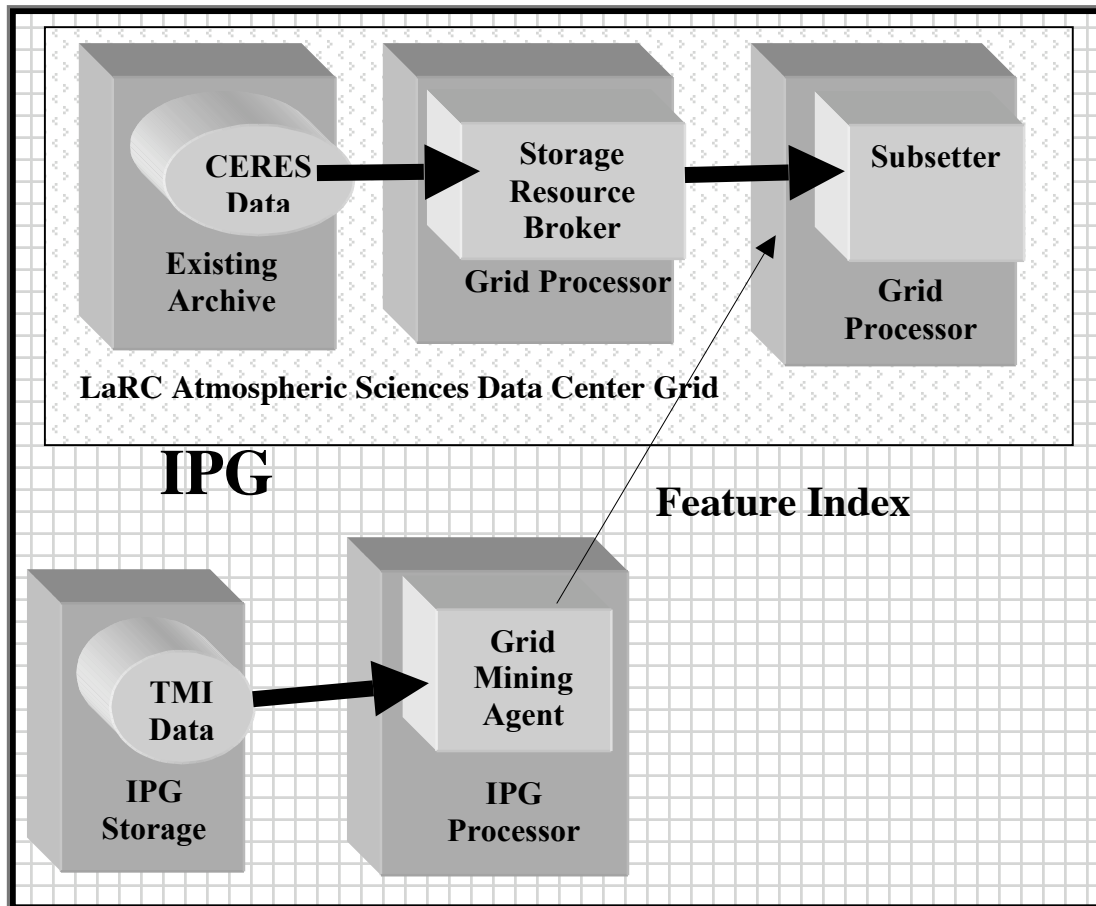 CERES
Data
Existing
Archive
Storage
Resource
Broker
Grid Processor
Subsetter
Grid
Processor
LaRC Atmospheric Sciences Data Center Grid
IPG
Feature Index
TMI
Data
IPG
Storage
Grid
Mining
Agent
IPG
Processor